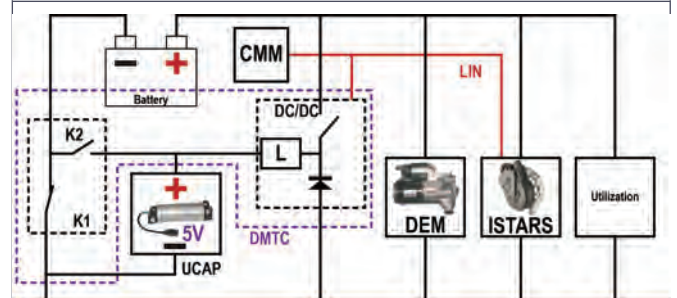 − +
CMM
LIN
Battery
DC/DC
K2
L
+
K1
5V
−
DMTC
UCAP
DEM
ISTARS
Utilization